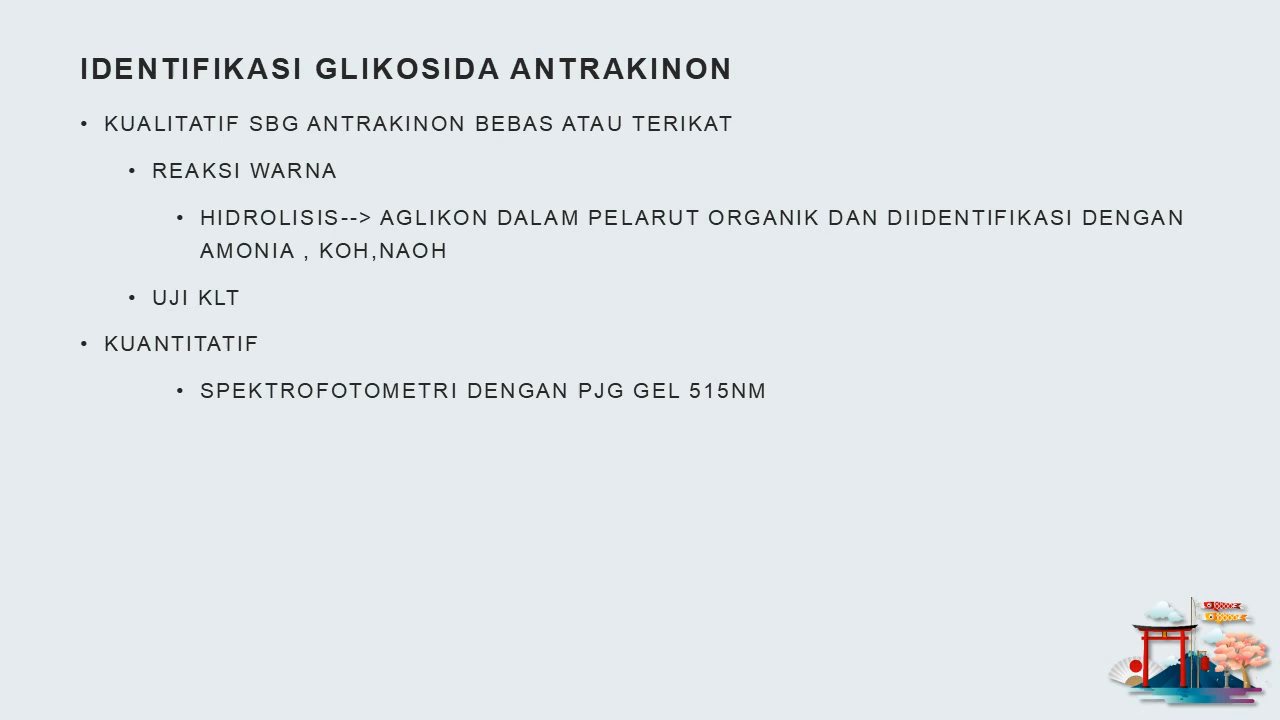 IDENTIFIKASI GLIKOSIDA ANTRAKINON
• KUALITATIF SBG ANTRAKINON BEBAS ATAU TERIKAT
• REAKSI WARNA
• HIDROLISIS--> AGLIKON DALAM PELARUT ORGANIK DAN DIIDENTIFIKASI DENGAN
AMONIA , KOH,NAOH
• UJI KLT
• KUANTITATIF
• SPEKTROFOTOMETRI DENGAN PJG GEL 515NM